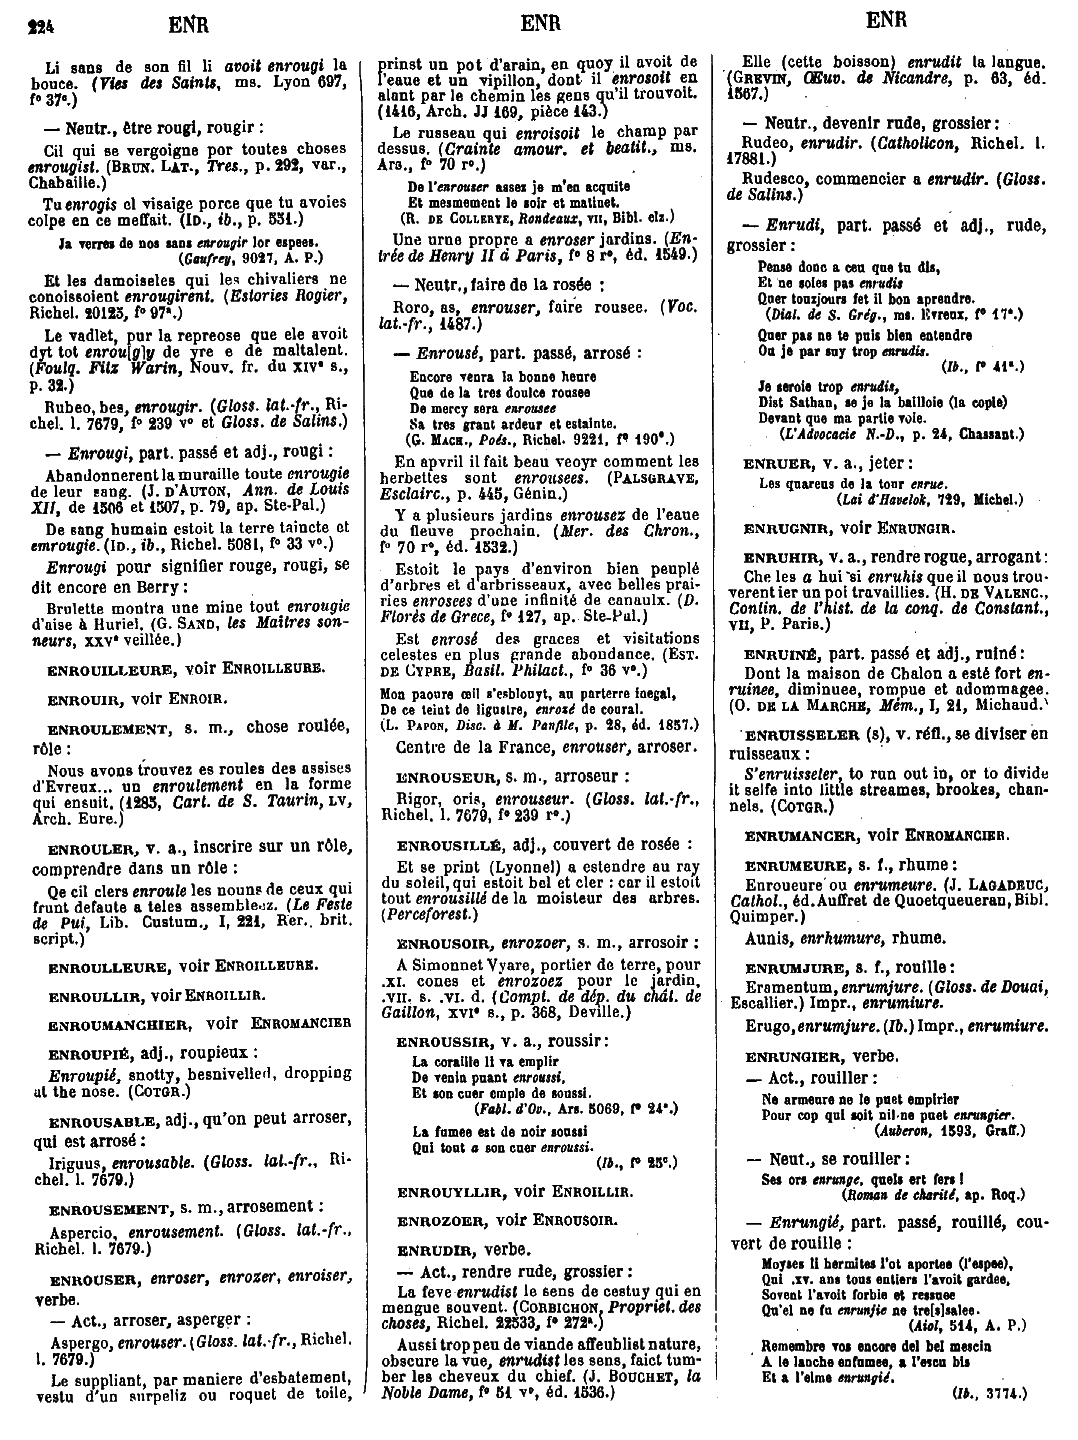 224 ENR ENR ENR
Li sans de son fil li avoit enrougi la
bouce. (Vies des Saints, ms. Lyon 697,
f° 37ᵃ.)
— Neutr., être rougi, rougir :
Cil qui se vergoigne por toutes choses
enrougist. (BRUN. LAT., Tres., p. 292, var.,
Chabaille.)
Tu enrogis el visaige porce que tu avoies
colpe en ce meffait. (ID., ib., p. 531.)
Ja verres de nos sans enrougir lor espees.
(Gaufrey, 9027, A. P.)
Et les damoiseles qui les chivaliers ne
conoissoient enrougirent. (Estories Rogier,
Richel. 20125, f° 97ᵃ.)
Le vadlet, pur la repreose que ele avoit
dyt tot enrou[g]y de yre e de maltalent.
(Foulq. Fitz Warin, Nouv. fr. du XIVᵉ s.,
p. 32.)
Rubeo, bes, enrougir. (Gloss. lat.-fr., Ri-
chel. l. 7679, f° 239 v° et Gloss. de Salins.)
— Enrougi, part. passé et adj., rougi :
Abandonnerent la muraille toute enrougie
de leur sang. (J. D'AUTON, Ann. de Louis
XII, de 1506 et 1507, p. 79, ap. Ste-Pal.)
De sang humain estoit la terre taincte et
emrougie. (ID., ib., Richel. 5081, f° 33 v°.)
Enrougi pour signifier rouge, rougi, se
dit encore en Berry :
Brulette montra une mine tout enrougie
d'aise à Huriel. (G. SAND, les Maîtres son-
neurs, XXVᵉ veillée.)
ENROUILLEURE, voir ENROILLEURE.
ENROUIR, voir ENROIR.
ENROULEMENT, s. m., chose roulée,
rôle :
Nous avons trouvez es roules des assises
d'Evreux... un enroulement en la forme
qui ensuit. (1285, Cart. de S. Taurin, LV,
Arch. Eure.)
ENROULER, v. a., inscrire sur un rôle,
comprendre dans un rôle :
Qe cil clers enroule les nouns de ceux qui
frunt defaute a teles assembleez. (Le Feste
de Pui, Lib. Custum., I, 221, Rer. brit.
script.)
ENROULLEURE, voir ENROILLEURE.
ENROULLIR, voir ENROILLIR.
ENROUMANCHIER, voir ENROMANCIER
ENROUPIÉ, adj., roupieux :
Enroupié, snotty, besnivelled, dropping
at the nose. (COTGR.)
ENROUSABLE, adj., qu'on peut arroser,
qui est arrosé :
Iriguus, enrousable. (Gloss. lat.-fr., Ri-
chel. l. 7679.)
ENROUSEMENT, s. m., arrosement :
Aspercio, enrousement. (Gloss. lat.-fr.,
Richel. l. 7679.)
ENROUSER, enroser, enrozer, enroiser,
verbe.
— Act., arroser, asperger :
Aspergo, enrouser. (Gloss. lat.-fr., Richel.
l. 7679.)
Le suppliant, par maniere d'esbatement,
vestu d'un surpeliz ou roquet de toile,
prinst un pot d'arain, en quoy il avoit de
l'eaue et un vipillon, dont il enrosoit en
alant par le chemin les gens qu'il trouvoit.
(1416, Arch. JJ 169, pièce 143.)
Le russeau qui enroisoit le champ par
dessus. (Crainte amour. et beatit., ms.
Ars., f° 70 r°.)
De l'enrouser assez je m'en acquite
Et mesmement le soir et matinet.
(R. DE COLLERYE, Rondeaux, VII, Bibl. elz.)
Une urne propre a enroser jardins. (En-
trée de Henry II à Paris, f° 8 r°, éd. 1549.)
— Neutr., faire de la rosée :
Roro, as, enrouser, faire rousee. (Voc.
lat.-fr., 1487.)
— Enrousé, part. passé, arrosé :
Encore venra la bonne heure
Que de la tres doulce rousee
De mercy sera enrousee
Sa tres grant ardeur et estainte.
(G. MACH., Poés., Richel. 9221, f° 190ᵉ.)
En apvril il fait beau veoyr comment les
herbettes sont enrousees. (PALSGRAVE,
Esclairc., p. 445, Génin.)
Y a plusieurs jardins enrousez de l'eaue
du fleuve prochain. (Mer. des Chron.,
f° 70 r°, éd. 1532.)
Estoit le pays d'environ bien peuplé
d'arbres et d'arbrisseaux, avec belles prai-
ries enrosees d'une infinité de canaulx. (D.
Florés de Grece, f° 127, ap. Ste-Pal.)
Est enrosé des graces et visitations
celestes en plus grande abondance. (EST.
DE CYPRE, Basil. Philact., f° 36 v°.)
Mon paoure œil s'esblouyt, au parterre inegal,
De ce teint de ligustre, enrosé de coural.
(L. PAPON, Disc. à M. Panfile, p. 28, éd. 1857.)
Centre de la France, enrouser, arroser.
ENROUSEUR, s. m., arroseur :
Rigor, oris, enrouseur. (Gloss. lat.-fr.,
Richel. l. 7679, f° 239 r°.)
ENROUSILLÉ, adj., couvert de rosée :
Et se print (Lyonnel) a estendre au ray
du soleil, qui estoit bel et cler : car il estoit
tout enrousillé de la moisteur des arbres.
(Perceforest.)
ENROUSOIR, enrozoer, s. m., arrosoir :
A Simonnet Vyare, portier de terre, pour
.XI. cones et enrozoez pour le jardin,
.VII. s. .VI. d. (Compt. de dép. du chât. de
Gaillon, XVIᵉ s., p. 368, Deville.)
ENROUSSIR, v. a., roussir :
La coraille li va emplir
De venin puant enroussi,
Et son cuer emple de soussi.
(Fabl. d'Ov., Ars. 5069, f° 24ᵃ.)
La fumee est de noir soussi
Qui tout a son cuer enroussi.
(Ib., f° 25ᶜ.)
ENROUYLLIR, voir ENROILLIR.
ENROZOER, voir ENROUSOIR.
ENRUDIR, verbe.
— Act., rendre rude, grossier :
La feve enrudist le sens de cestuy qui en
mengue souvent. (CORBICHON, Propriet. des
choses, Richel. 22533, f° 272ᵃ.)
Aussi trop peu de viande affeublist nature,
obscure la vue, enrudist les sens, faict tum-
ber les cheveux du chief. (J. BOUCHET, la
Noble Dame, f° 51 v°, éd. 1536.)
Elle (cette boisson) enrudit la langue.
(GREVIN, Œuv. de Nicandre, p. 63, éd.
1567.)
— Neutr., devenir rude, grossier :
Rudeo, enrudir. (Catholicon, Richel. l.
17881.)
Rudesco, commencier a enrudir. (Gloss.
de Salins.)
— Enrudi, part. passé et adj., rude,
grossier :
Pense donc a ceu que tu dis,
Et ne soies pas enrudis
Quer touzjours fet il bon aprendre.
(Dial. de S. Grég., ms. Evreux, f° 17ᵃ.)
Quer pas ne te puis bien entendre
Ou je par suy trop enrudis.
(Ib., f° 41ᵃ.)
Je seroie trop enrudis,
Dist Sathan, se je la bailloie (la copie)
Devant que ma partie voie.
(L'Advocacie N.-D., p. 24, Chassant.)
ENRUER, v. a., jeter :
Les quareus de la tour enrue.
(Lai d'Havelok, 729, Michel.)
ENRUGNIR, voir ENRUNGIR.
ENRUHIR, v. a., rendre rogue, arrogant :
Che les a hui si enruhis que il nous trou-
verent ier un poi travaillies. (H. DE VALENC.,
Contin. de l'hist. de la conq. de Constant.,
VII, P. Paris.)
ENRUINÉ, part. passé et adj., ruiné :
Dont la maison de Chalon a esté fort en-
ruinee, diminuee, rompue et adommagee.
(O. DE LA MARCHE, Mém., I, 21, Michaud.)
ENRUISSELER (s), v. réfl., se diviser en
ruisseaux :
S'enruisseler, to run out in, or to divide
it selfe into little streames, brookes, chan-
nels. (COTGR.)
ENRUMANCER, voir ENROMANCIER.
ENRUMEURE, s. f., rhume :
Enroueure ou enrumeure. (J. LAGADEUC,
Cathol., éd. Auffret de Quoetqueueran, Bibl.
Quimper.)
Aunis, enrhumure, rhume.
ENRUMJURE, s. f., rouille :
Eramentum, enrumjure. (Gloss. de Douai,
Escallier.) Impr., enrumiure.
Erugo, enrumjure. (Ib.) Impr., enrumiure.
ENRUNGIER, verbe.
— Act., rouiller :
Ne armeure ne le puet empirier
Pour cop qui soit nil ne puet enrungier.
(Auberon, 1593, Graff.)
— Neut., se rouiller :
Ses ors enrunge, quels ert fers !
(Roman de charité, ap. Roq.)
— Enrungié, part. passé, rouillé, cou-
vert de rouille :
Moyses li hermites l'ot aportee (l'espee),
Qui .XV. ans tous entiers l'avoit gardee,
Sovent l'avoit forbie et ressuee
Qu'el ne fu enrunjie ne tre[s]salee.
(Aiol, 514, A. P.)
Remembre vos encore del bel mescin
A le lanche enfumee, a l'escu bis
Et a l'elme enrungié.
(Ib., 3774.)